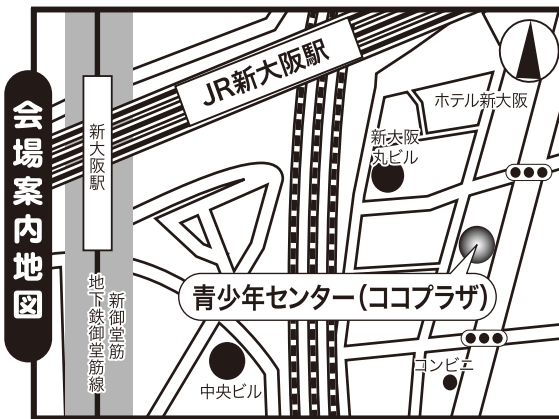 会場案内地図
JR新大阪駅
新大阪駅
ホテル新大阪
新大阪
丸ビル
青少年センター(ココプラザ)
新御堂筋
地下鉄御堂筋線
中央ビル
コンビニ